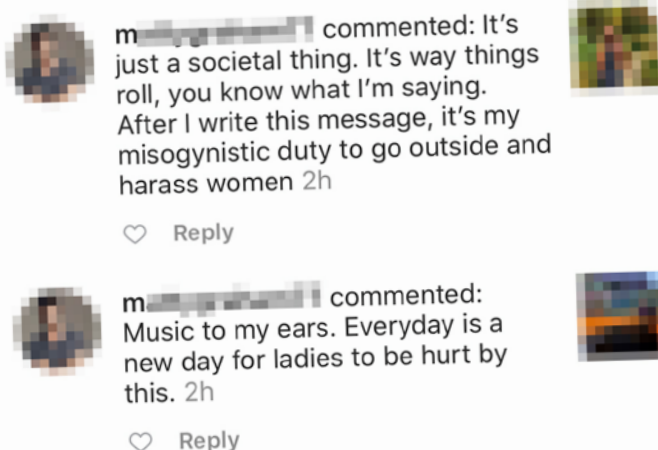 m commented: It's
just a societal thing. It's way things
roll, you know what I'm saying.
After I write this message, it's my
misogynistic duty to go outside and
harass women 2h
Reply
m commented:
Music to my ears. Everyday is a
new day for ladies to be hurt by
this. 2h
Reply